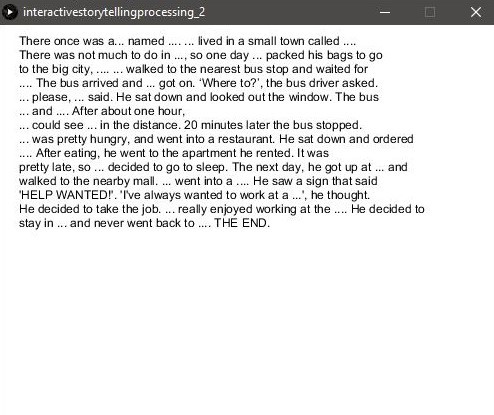 interactivestorytellingprocessing_2
There once was a... named .... ... lived in a small town called ....
There was not much to do in ..., so one day ... packed his bags to go
to the big city, .... ... walked to the nearest bus stop and waited for
.... The bus arrived and ... got on. 'Where to?', the bus driver asked.
... please, ... said. He sat down and looked out the window. The bus
... and .... After about one hour,
... could see ... in the distance. 20 minutes later the bus stopped.
... was pretty hungry, and went into a restaurant. He sat down and ordered
.... After eating, he went to the apartment he rented. It was
pretty late, so ... decided to go to sleep. The next day, he got up at ... and
walked to the nearby mall. ... went into a .... He saw a sign that said
'HELP WANTED!'. 'I've always wanted to work at a ...', he thought.
He decided to take the job. ... really enjoyed working at the .... He decided to
stay in ... and never went back to .... THE END.